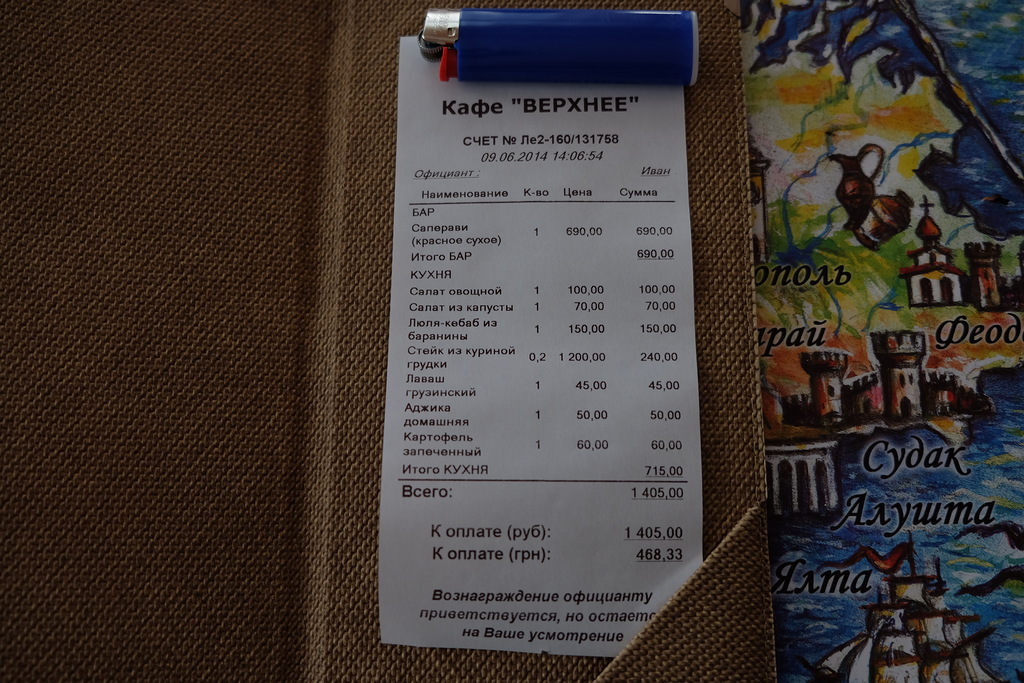 Кафе "ВЕРХНЕЕ"
СЧЕТ № Ле2-160/131758
09.06.2014 14:06:54
Официант : Иван
Наименование К-во Цена Сумма
БАР
Саперави
(красное сухое) 1 690,00 690,00
Итого БАР 690,00
КУХНЯ
Салат овощной 1 100,00 100,00
Салат из капусты 1 70,00 70,00
Люля-кебаб из
баранины 1 150,00 150,00
Стейк из куриной
грудки 0,2 1 200,00 240,00
Лаваш
грузинский 1 45,00 45,00
Аджика
домашняя 1 50,00 50,00
Картофель
запеченный 1 60,00 60,00
Итого КУХНЯ 715,00
Всего: 1 405,00
К оплате (руб): 1 405,00
К оплате (грн): 468,33
Вознаграждение официанту
приветствуется, но остаетс
на Ваше усмотрение
ополь
арай
Феод
Судак
Алушта
Ялта